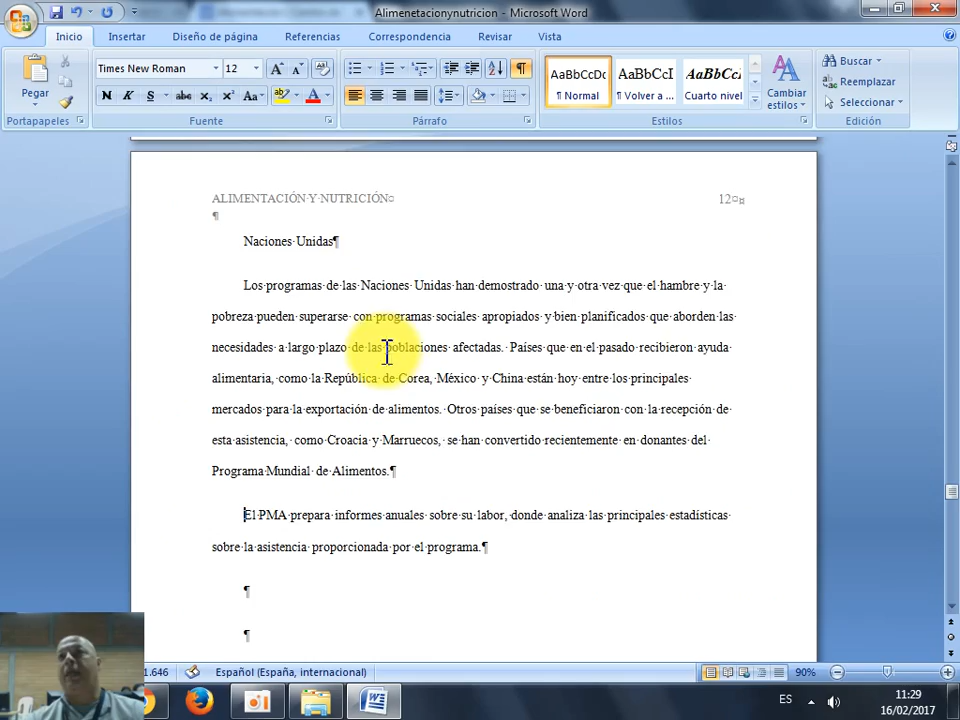 Alimenetacionynutricion - Microsoft Word
Inicio Insertar Diseño de página Referencias Correspondencia Revisar Vista
Times New Roman 12
Pegar
N K S abe x₂ x² Aa
AaBbCcDc AaBbCcI AaBbCc
¶ Normal ¶ Volver a ... Cuarto nivel
Cambiar estilos
Buscar
Reemplazar
Seleccionar
Portapapeles Fuente Párrafo Estilos Edición
ALIMENTACIÓN·Y·NUTRICIÓN¤ 12¤¤
¶
Naciones·Unidas¶
Los·programas·de·las·Naciones·Unidas·han·demostrado·una·y·otra·vez·que·el·hambre·y·la·
pobreza·pueden·superarse·con·programas·sociales·apropiados·y·bien·planificados·que·aborden·las·
necesidades·a·largo·plazo·de·las·poblaciones·afectadas.·Países·que·en·el·pasado·recibieron·ayuda·
alimentaria,·como·la·República·de·Corea,·México·y·China·están·hoy·entre·los·principales·
mercados·para·la·exportación·de·alimentos.·Otros·países·que·se·beneficiaron·con·la·recepción·de·
esta·asistencia,·como·Croacia·y·Marruecos,·se·han·convertido·recientemente·en·donantes·del·
Programa·Mundial·de·Alimentos.¶
El·PMA·prepara·informes·anuales·sobre·su·labor,·donde·analiza·las·principales·estadísticas·
sobre·la·asistencia·proporcionada·por·el·programa.¶
¶
¶
1.646 Español (España, internacional) 90%
ES 11:29
16/02/2017